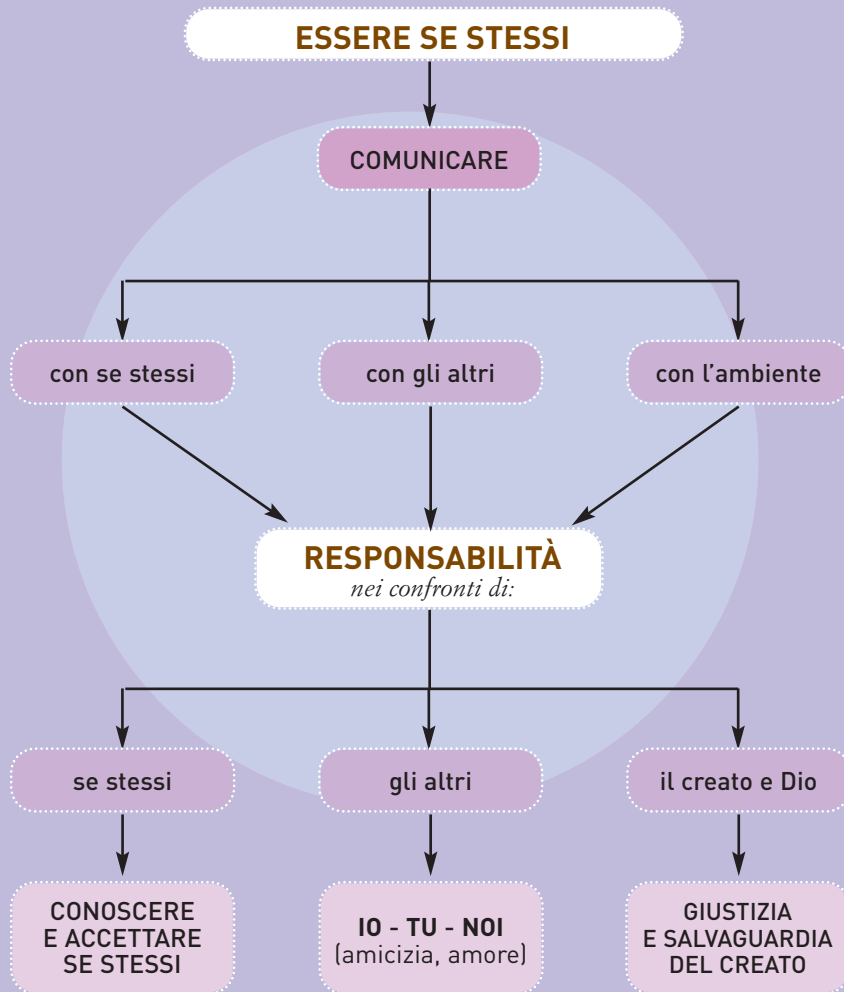 ESSERE SE STESSI
COMUNICARE
con se stessi
con gli altri
con l'ambiente
RESPONSABILITÀ
nei confronti di:
se stessi
gli altri
il creato e Dio
CONOSCERE
E ACCETTARE
SE STESSI
IO - TU - NOI
(amicizia, amore)
GIUSTIZIA
E SALVAGUARDIA
DEL CREATO